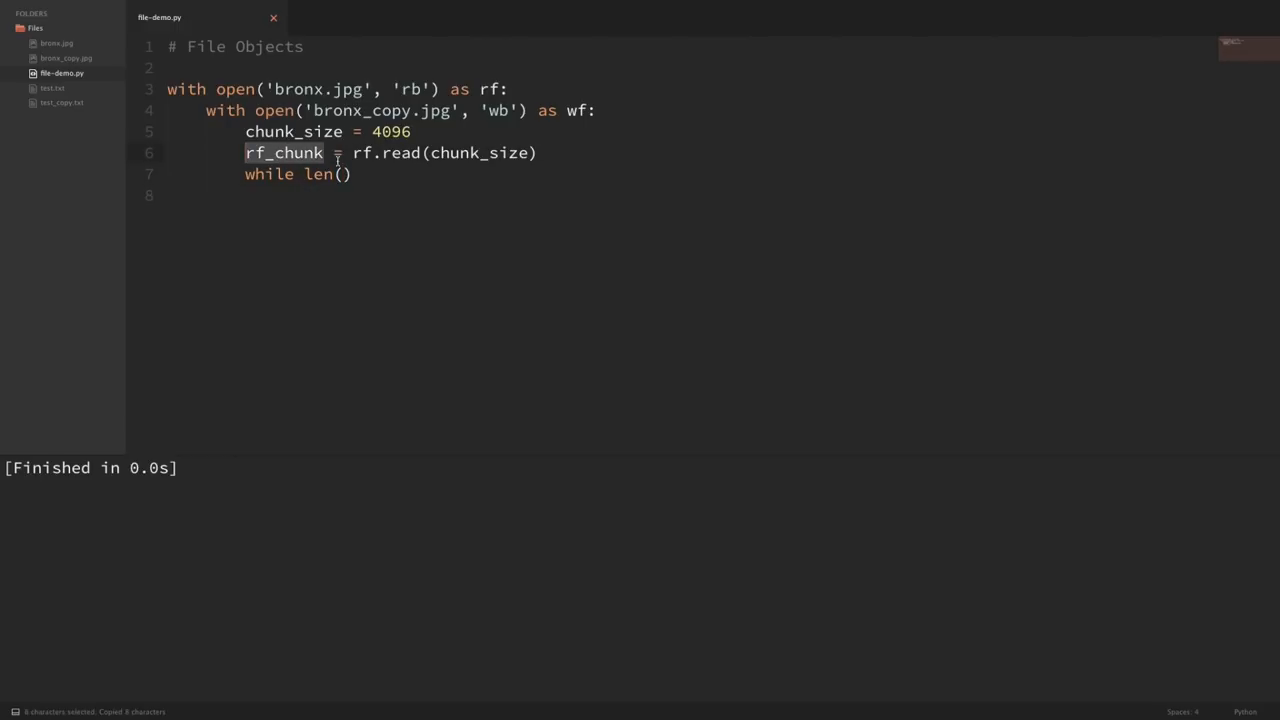 FOLDERS
Files
bronx.jpg
bronx_copy.jpg
file-demo.py
test.txt
test_copy.txt
file-demo.py ×
1 # File Objects
2
3 with open('bronx.jpg', 'rb') as rf:
4     with open('bronx_copy.jpg', 'wb') as wf:
5         chunk_size = 4096
6         rf_chunk = rf.read(chunk_size)
7         while len()
8
[Finished in 0.0s]
8 characters selected, Copied 8 characters
Spaces: 4 Python